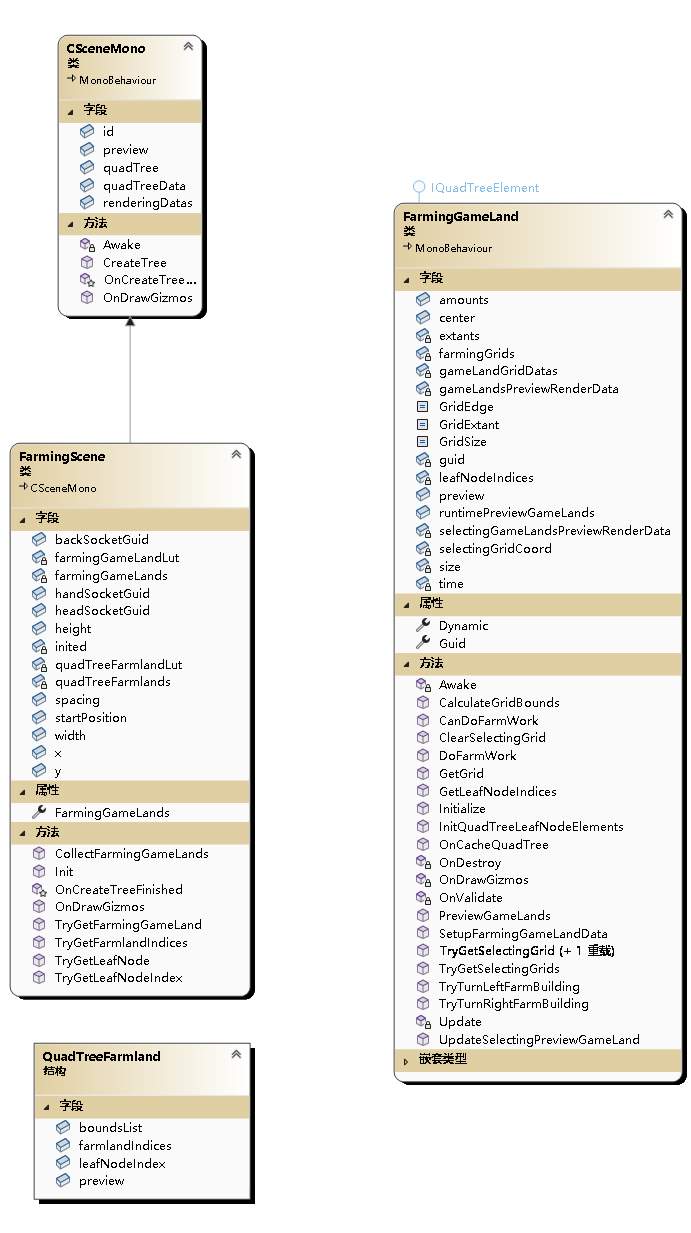 CSceneMono
类
MonoBehaviour
字段
id
preview
quadTree
quadTreeData
renderingDatas
方法
Awake
CreateTree
OnCreateTree...
OnDrawGizmos
FarmingScene
类
CSceneMono
字段
backSocketGuid
farmingGameLandLut
farmingGameLands
handSocketGuid
headSocketGuid
height
inited
quadTreeFarmlandLut
quadTreeFarmlands
spacing
startPosition
width
x
y
属性
FarmingGameLands
方法
CollectFarmingGameLands
Init
OnCreateTreeFinished
OnDrawGizmos
TryGetFarmingGameLand
TryGetFarmlandIndices
TryGetLeafNode
TryGetLeafNodeIndex
QuadTreeFarmland
结构
字段
boundsList
farmlandIndices
leafNodeIndex
preview
IQuadTreeElement
FarmingGameLand
类
MonoBehaviour
字段
amounts
center
extants
farmingGrids
gameLandGridDatas
gameLandsPreviewRenderData
GridEdge
GridExtant
GridSize
guid
leafNodeIndices
preview
runtimePreviewGameLands
selectingGameLandsPreviewRenderData
selectingGridCoord
size
time
属性
Dynamic
Guid
方法
Awake
CalculateGridBounds
CanDoFarmWork
ClearSelectingGrid
DoFarmWork
GetGrid
GetLeafNodeIndices
Initialize
InitQuadTreeLeafNodeElements
OnCacheQuadTree
OnDestroy
OnDrawGizmos
OnValidate
PreviewGameLands
SetupFarmingGameLandData
TryGetSelectingGrid (+ 1 重载)
TryGetSelectingGrids
TryTurnLeftFarmBuilding
TryTurnRightFarmBuilding
Update
UpdateSelectingPreviewGameLand
嵌套类型